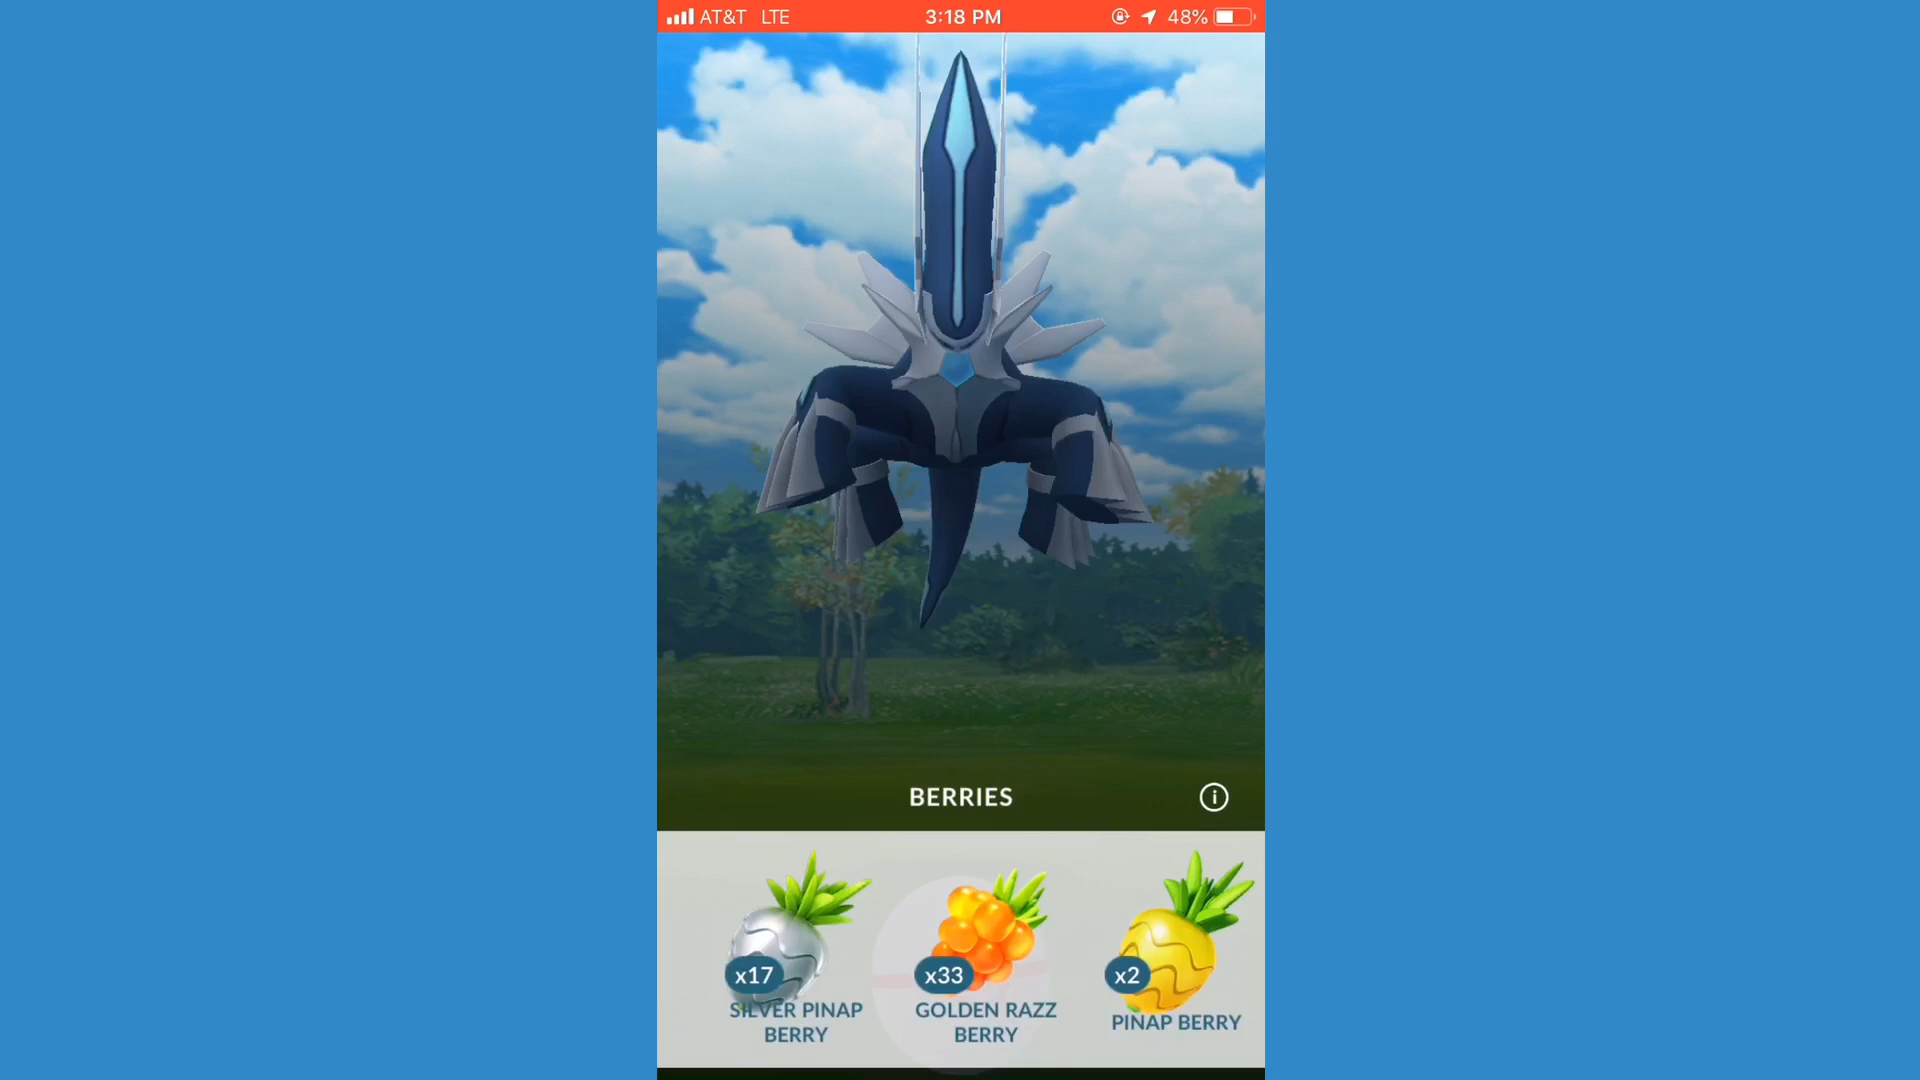 AT&T LTE 3:18 PM 48%
BERRIES
x17 x33 x2
SILVER PINAP BERRY
GOLDEN RAZZ BERRY
PINAP BERRY